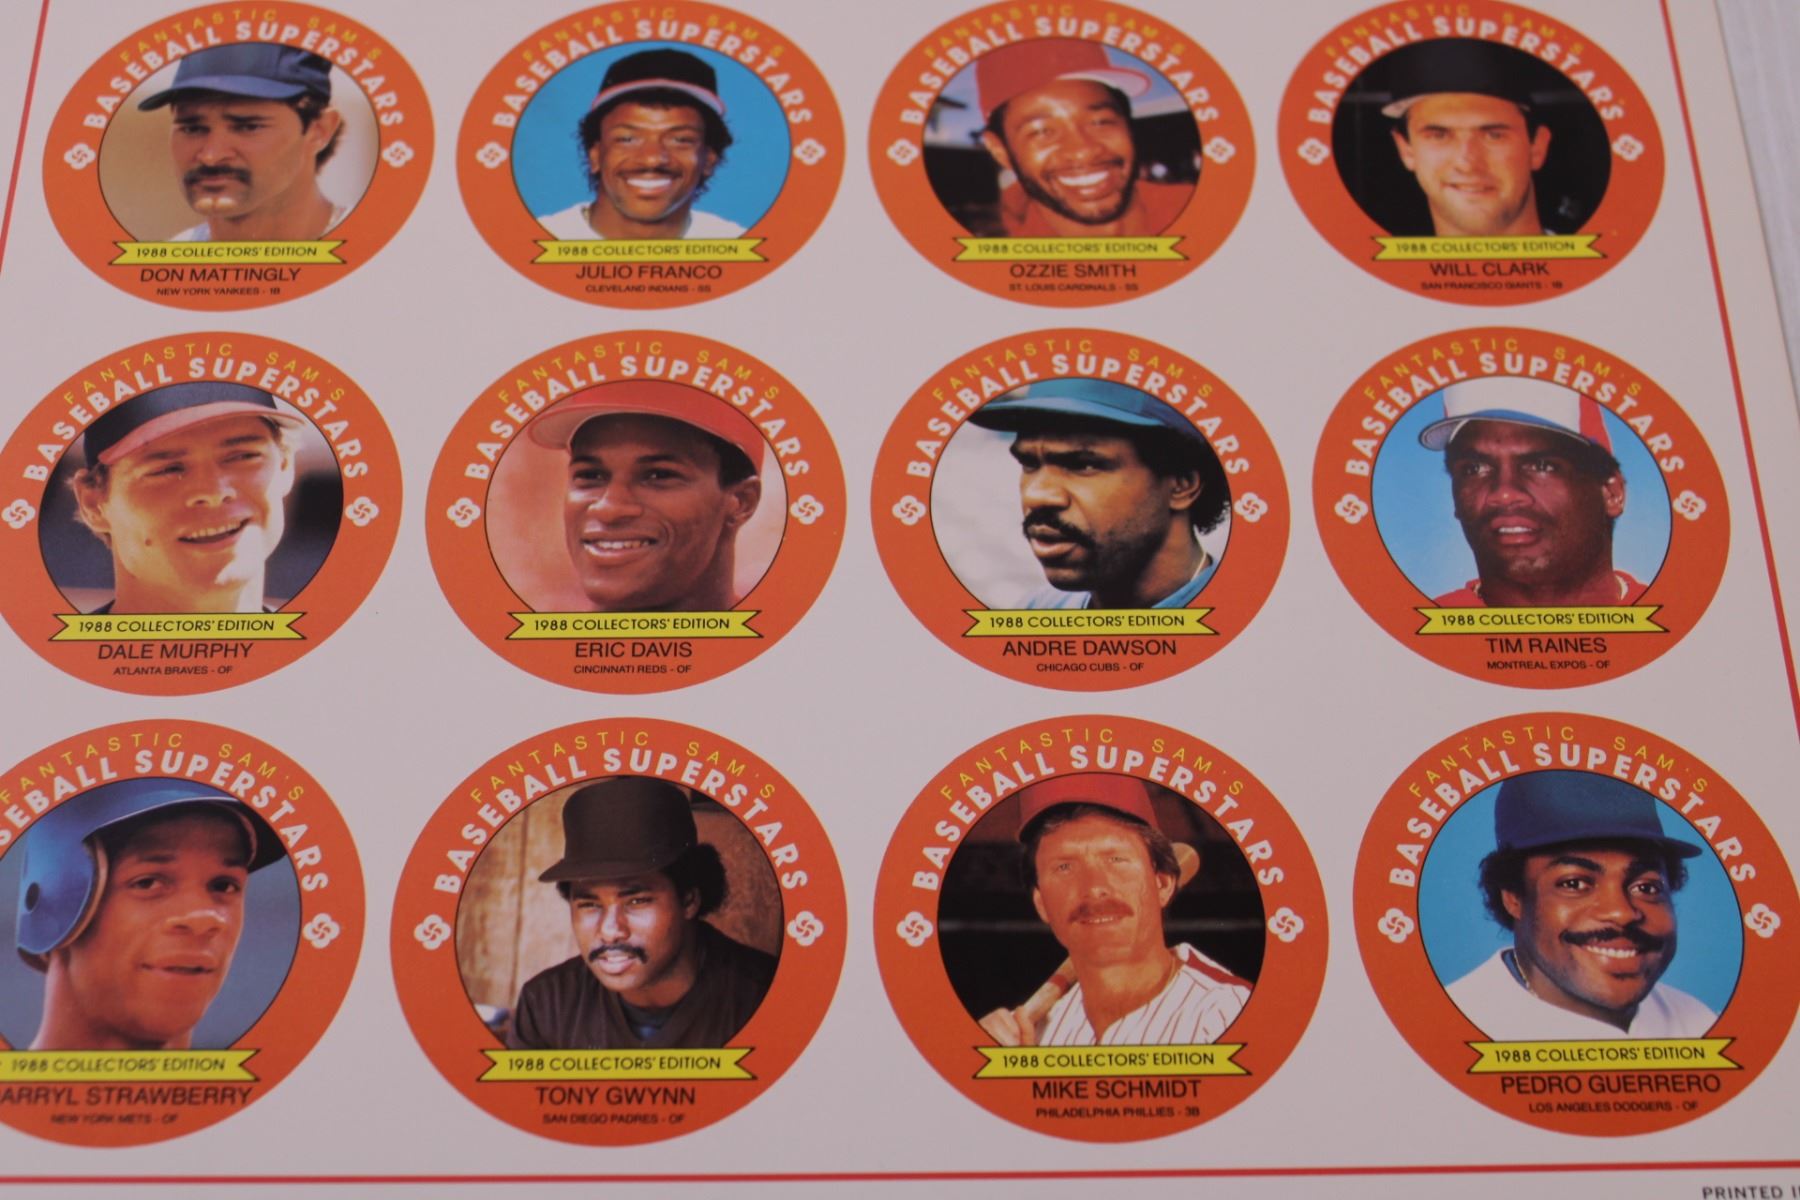 FANTASTIC SAM'S
BASEBALL SUPERSTARS
1988 COLLECTORS' EDITION
DON MATTINGLY
NEW YORK YANKEES - 1B
FANTASTIC SAM'S
BASEBALL SUPERSTARS
1988 COLLECTORS' EDITION
JULIO FRANCO
CLEVELAND INDIANS - SS
FANTASTIC SAM'S
BASEBALL SUPERSTARS
1988 COLLECTORS' EDITION
OZZIE SMITH
ST. LOUIS CARDINALS - SS
FANTASTIC SAM'S
BASEBALL SUPERSTARS
1988 COLLECTORS' EDITION
WILL CLARK
SAN FRANCISCO GIANTS - 1B
FANTASTIC SAM'S
BASEBALL SUPERSTARS
1988 COLLECTORS' EDITION
DALE MURPHY
ATLANTA BRAVES - OF
FANTASTIC SAM'S
BASEBALL SUPERSTARS
1988 COLLECTORS' EDITION
ERIC DAVIS
CINCINNATI REDS - OF
FANTASTIC SAM'S
BASEBALL SUPERSTARS
1988 COLLECTORS' EDITION
ANDRE DAWSON
CHICAGO CUBS - OF
FANTASTIC SAM'S
BASEBALL SUPERSTARS
1988 COLLECTORS' EDITION
TIM RAINES
MONTREAL EXPOS - OF
FANTASTIC SAM'S
SEBALL SUPERSTARS
1988 COLLECTORS' EDITION
ARRYL STRAWBERRY
NEW YORK METS - OF
FANTASTIC SAM'S
BASEBALL SUPERSTARS
1988 COLLECTORS' EDITION
TONY GWYNN
SAN DIEGO PADRES - OF
FANTASTIC SAM'S
BASEBALL SUPERSTARS
1988 COLLECTORS' EDITION
MIKE SCHMIDT
PHILADELPHIA PHILLIES - 3B
FANTASTIC SAM'S
BASEBALL SUPERSTARS
1988 COLLECTORS' EDITION
PEDRO GUERRERO
LOS ANGELES DODGERS - OF
PRINTED